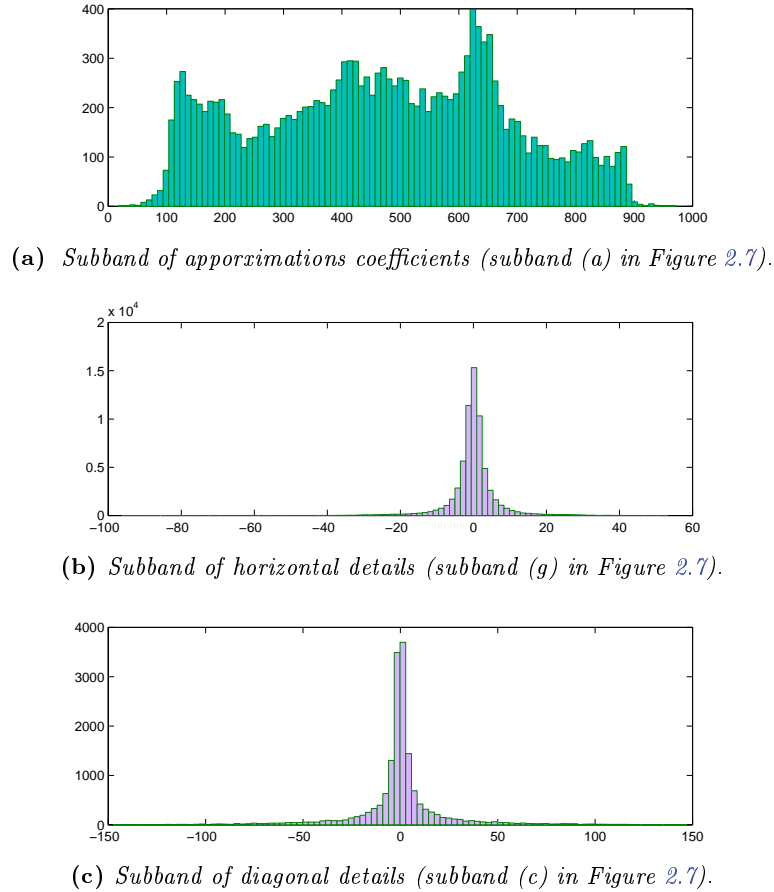 400
300
200
100
0
0 100 200 300 400 500 600 700 800 900 1000
(a) Subband of apporximations coefficients (subband (a) in Figure 2.7).
x 10^4
2
1.5
1
0.5
0
−100 −80 −60 −40 −20 0 20 40 60
(b) Subband of horizontal details (subband (g) in Figure 2.7).
4000
3000
2000
1000
0
−150 −100 −50 0 50 100 150
(c) Subband of diagonal details (subband (c) in Figure 2.7).